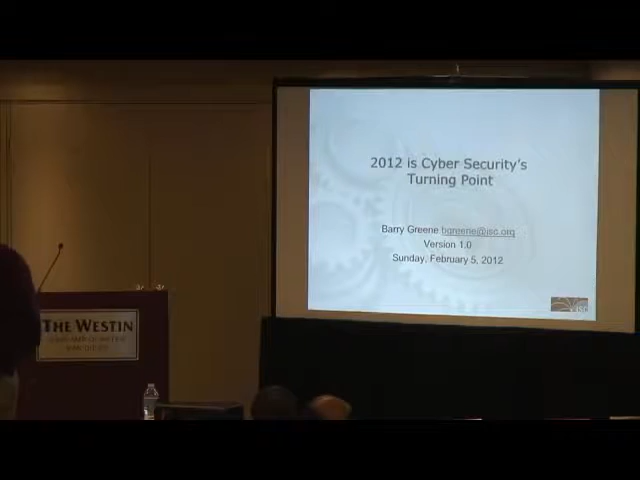 2012 is Cyber Security's
Turning Point
Barry Greene bgreene@isc.org
Version 1.0
Sunday, February 5, 2012
THE WESTIN
ISC